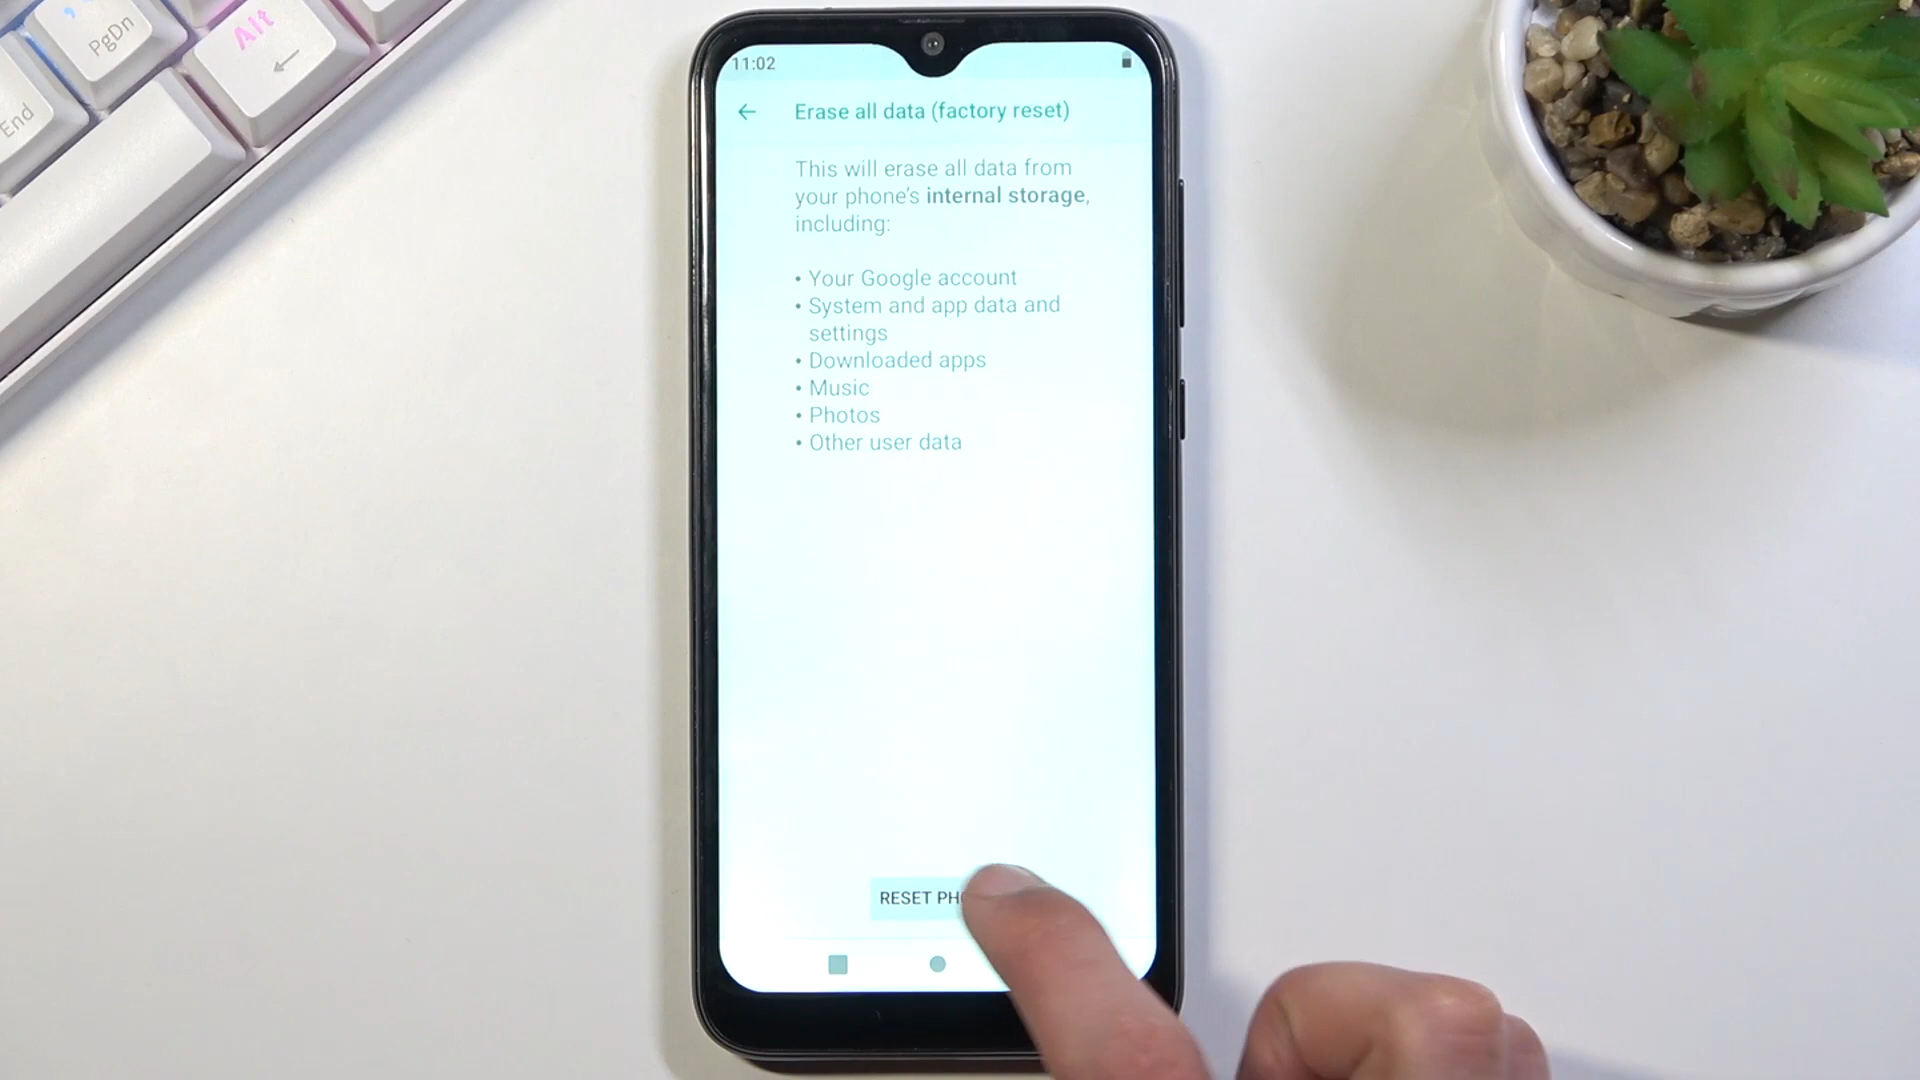 PgDn
Alt
End
11:02
Erase all data (factory reset)
This will erase all data from
your phone's internal storage,
including:
• Your Google account
• System and app data and
settings
• Downloaded apps
• Music
• Photos
• Other user data
RESET